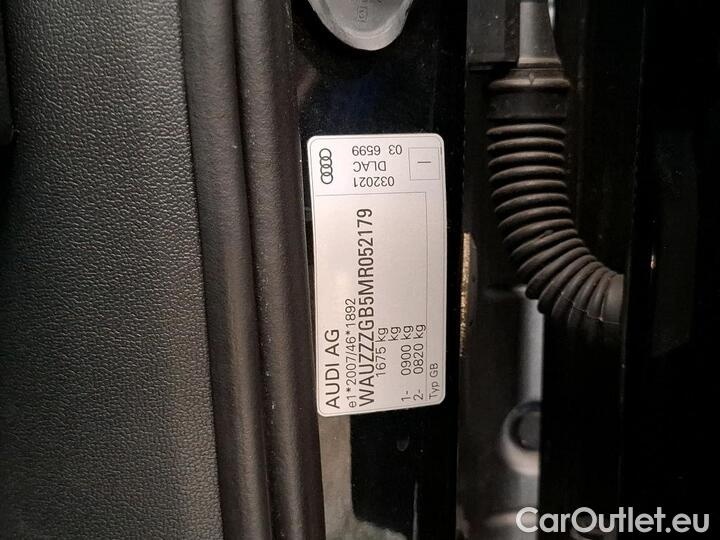 AUDI AG
e1*2007/46*1892
WAUZZZGB5MR052179
1675 kg
kg
1- 0900 kg
2- 0820 kg
Typ GB
032021
DLAC
03 6599
I
CarOutlet.eu